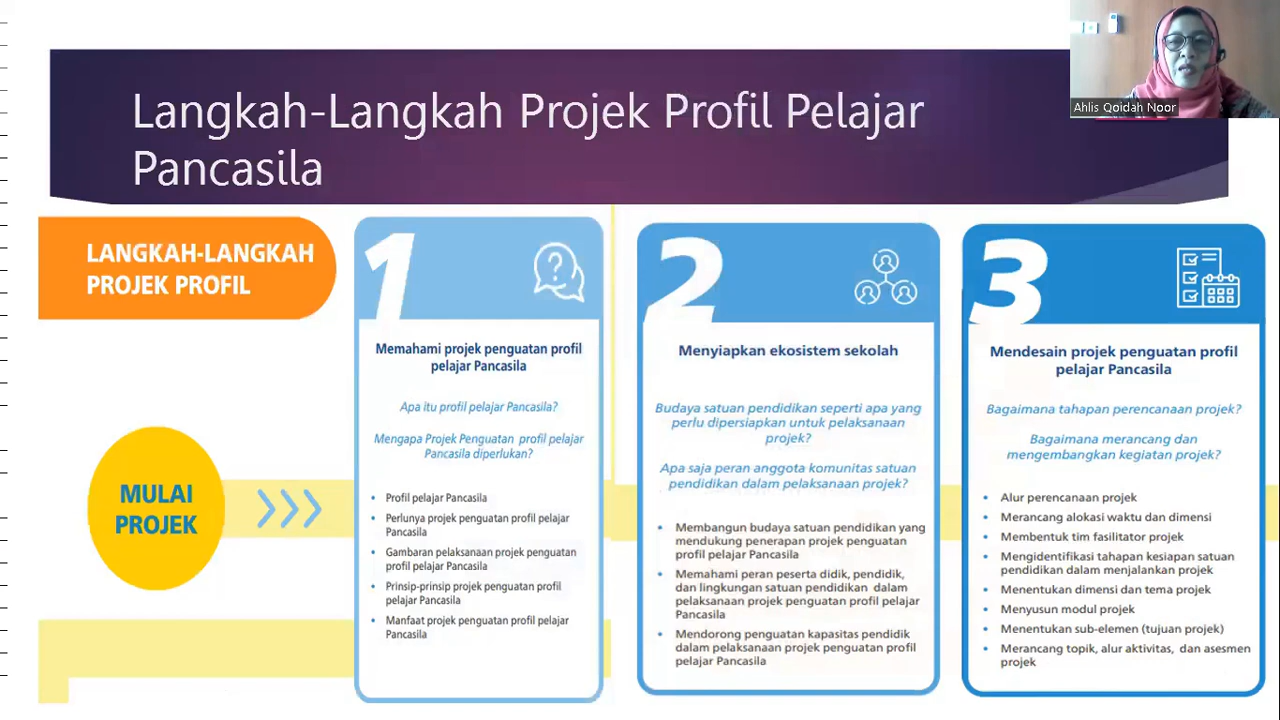 Langkah-Langkah Projek Profil Pelajar
Pancasila
Ahlis Qoidah Noor
LANGKAH-LANGKAH
PROJEK PROFIL
MULAI
PROJEK
1
Memahami projek penguatan profil
pelajar Pancasila
Apa itu profil pelajar Pancasila?
Mengapa Projek Penguatan profil pelajar
Pancasila diperlukan?
• Profil pelajar Pancasila
• Perlunya projek penguatan profil pelajar
Pancasila
• Gambaran pelaksanaan projek penguatan
profil pelajar Pancasila
• Prinsip-prinsip projek penguatan profil
pelajar Pancasila
• Manfaat projek penguatan profil pelajar
Pancasila
2
Menyiapkan ekosistem sekolah
Budaya satuan pendidikan seperti apa yang
perlu dipersiapkan untuk pelaksanaan
projek?
Apa saja peran anggota komunitas satuan
pendidikan dalam pelaksanaan projek?
• Membangun budaya satuan pendidikan yang
mendukung penerapan projek penguatan
profil pelajar Pancasila
• Memahami peran peserta didik, pendidik,
dan lingkungan satuan pendidikan dalam
pelaksanaan projek penguatan profil pelajar
Pancasila
• Mendorong penguatan kapasitas pendidik
dalam pelaksanaan projek penguatan profil
pelajar Pancasila
3
Mendesain projek penguatan profil
pelajar Pancasila
Bagaimana tahapan perencanaan projek?
Bagaimana merancang dan
mengembangkan kegiatan projek?
• Alur perencanaan projek
• Merancang alokasi waktu dan dimensi
• Membentuk tim fasilitator projek
• Mengidentifikasi tahapan kesiapan satuan
pendidikan dalam menjalankan projek
• Menentukan dimensi dan tema projek
• Menyusun modul projek
• Menentukan sub-elemen (tujuan projek)
• Merancang topik, alur aktivitas, dan asesmen
projek